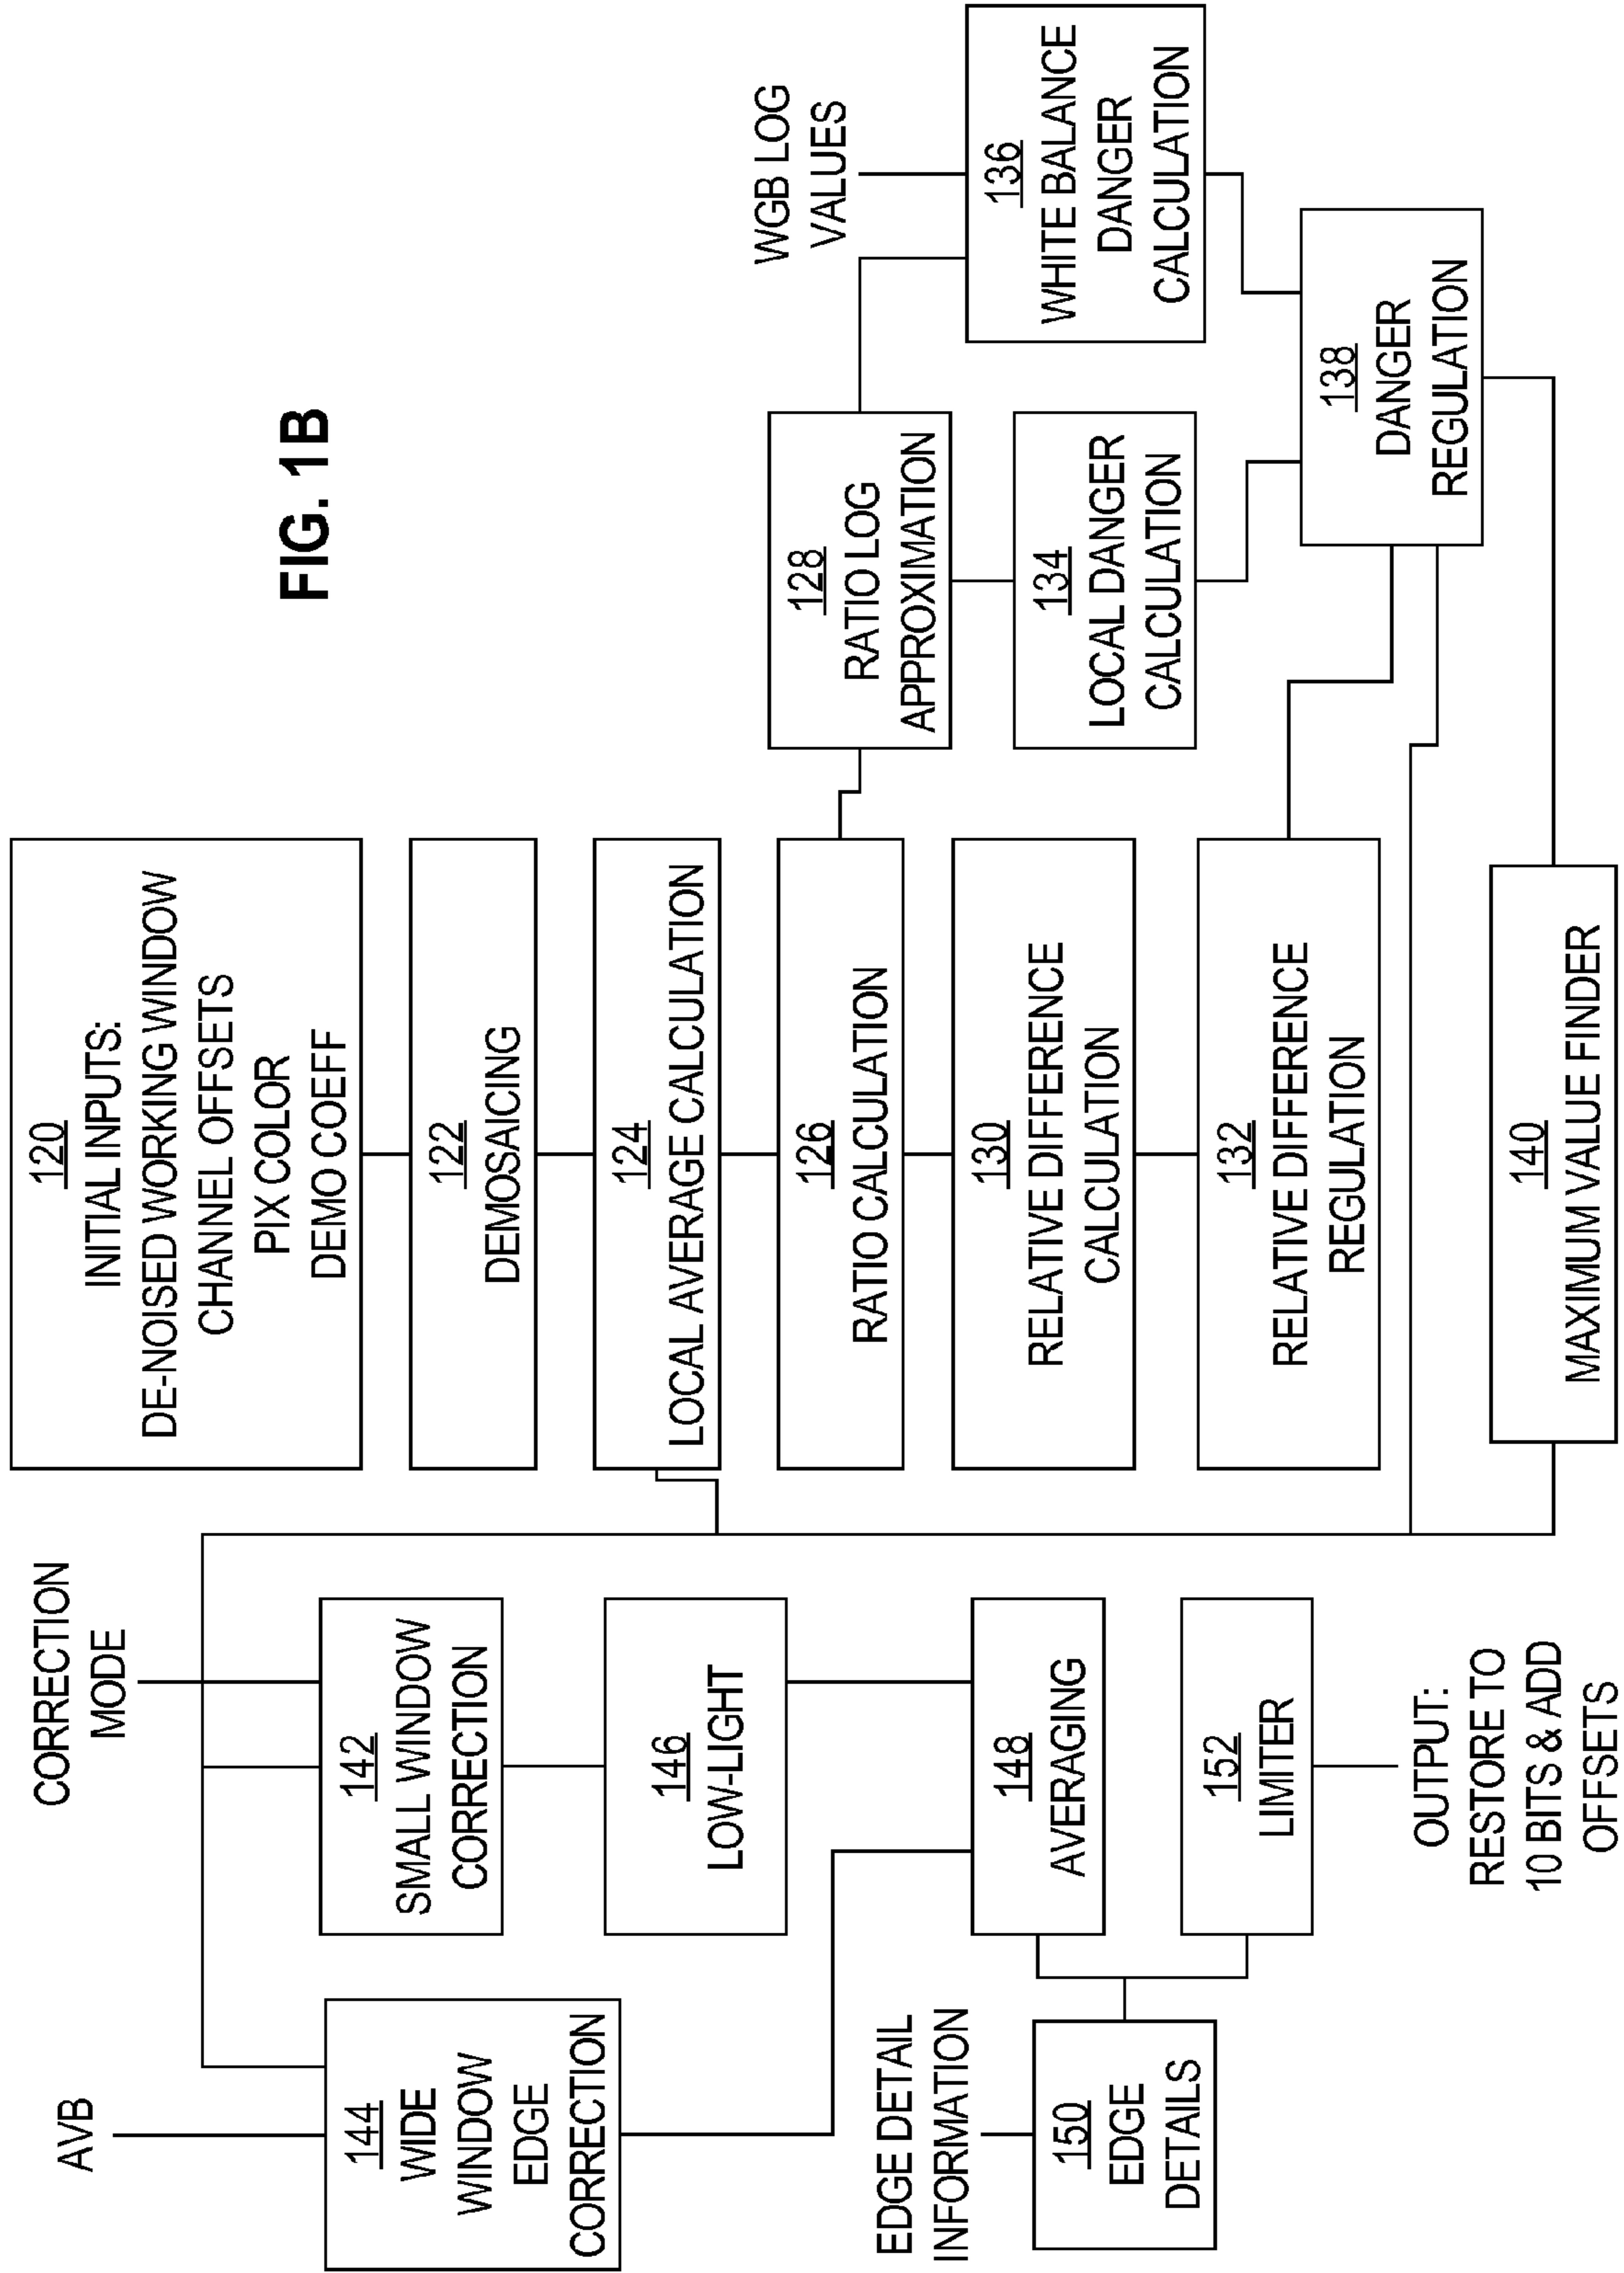 FIG. 1B
AVB
144
WIDE
WINDOW
EDGE
CORRECTION
CORRECTION
MODE
142
SMALL WINDOW
CORRECTION
146
LOW-LIGHT
148
AVERAGING
EDGE DETAIL
INFORMATION
150
EDGE
DETAILS
152
LIMITER
OUTPUT:
RESTORE TO
10 BITS & ADD
OFFSETS
120
INITIAL INPUTS:
DE-NOISED WORKING WINDOW
CHANNEL OFFSETS
PIX COLOR
DEMO COEFF
122
DEMOSAICING
124
LOCAL AVERAGE CALCULATION
126
RATIO CALCULATION
130
RELATIVE DIFFERENCE
CALCULATION
132
RELATIVE DIFFERENCE
REGULATION
140
MAXIMUM VALUE FINDER
128
RATIO LOG
APPROXIMATION
134
LOCAL DANGER
CALCULATION
WGB LOG
VALUES
136
WHITE BALANCE
DANGER
CALCULATION
138
DANGER
REGULATION